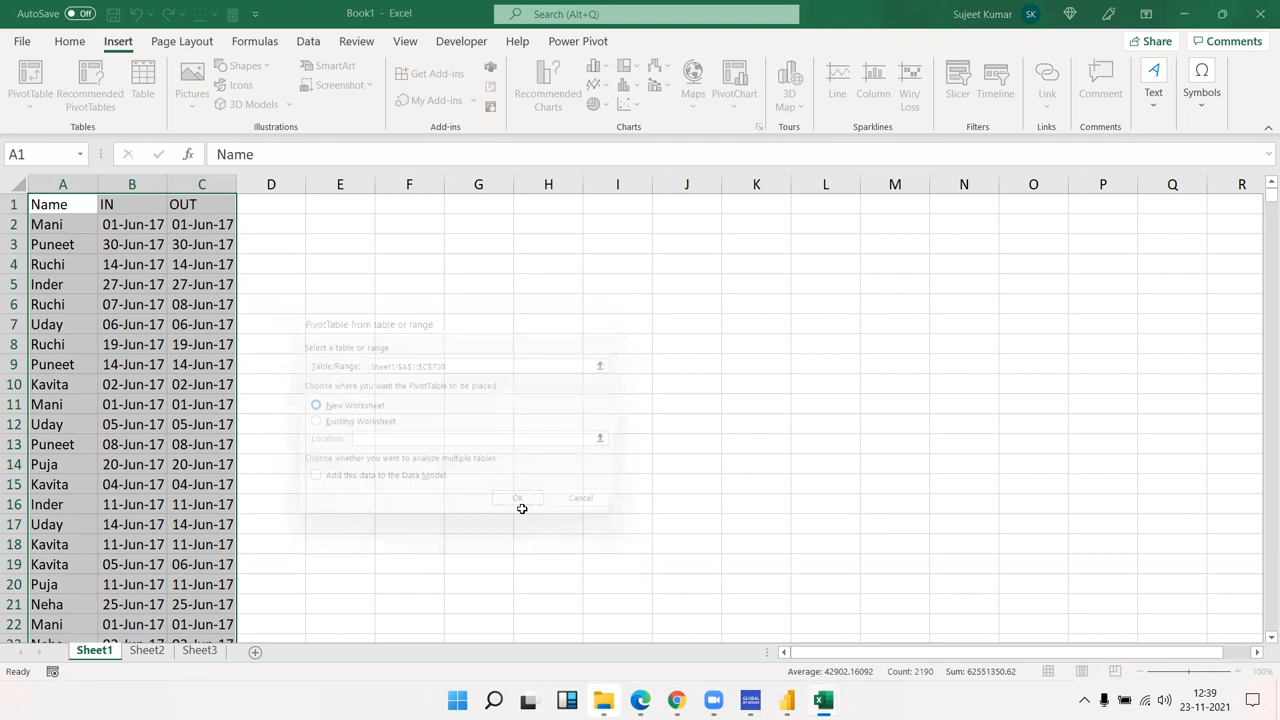 AutoSave Off Book1 - Excel Search (Alt+Q) Sujeet Kumar SK
File Home Insert Page Layout Formulas Data Review View Developer Help Power Pivot Share Comments
PivotTable Recommended PivotTables Table Pictures Shapes Icons 3D Models SmartArt Screenshot Get Add-ins My Add-ins Recommended Charts Maps PivotChart 3D Map Line Column Win/Loss Slicer Timeline Link Comment Text Symbols
Tables Illustrations Add-ins Charts Tours Sparklines Filters Links Comments
A1 fx Name
A B C D E F G H I J K L M N O P Q R
1 Name IN OUT
2 Mani 01-Jun-17 01-Jun-17
3 Puneet 30-Jun-17 30-Jun-17
4 Ruchi 14-Jun-17 14-Jun-17
5 Inder 27-Jun-17 27-Jun-17
6 Ruchi 07-Jun-17 08-Jun-17
7 Uday 06-Jun-17 06-Jun-17
8 Ruchi 19-Jun-17 19-Jun-17
9 Puneet 14-Jun-17 14-Jun-17
10 Kavita 02-Jun-17 02-Jun-17
11 Mani 01-Jun-17 01-Jun-17
12 Uday 05-Jun-17 05-Jun-17
13 Puneet 08-Jun-17 08-Jun-17
14 Puja 20-Jun-17 20-Jun-17
15 Kavita 04-Jun-17 04-Jun-17
16 Inder 11-Jun-17 11-Jun-17
17 Uday 14-Jun-17 14-Jun-17
18 Kavita 11-Jun-17 11-Jun-17
19 Kavita 05-Jun-17 06-Jun-17
20 Puja 11-Jun-17 11-Jun-17
21 Neha 25-Jun-17 25-Jun-17
22 Mani 01-Jun-17 01-Jun-17
PivotTable from table or range
Select a table or range
Table/Range: Sheet1!$A$1:$C$730
Choose where you want the PivotTable to be placed
New Worksheet
Existing Worksheet
Location:
Choose whether you want to analyze multiple tables
Add this data to the Data Model
OK Cancel
Sheet1 Sheet2 Sheet3
Ready Average: 42902.16092 Count: 2190 Sum: 62551350.62 100%
12:39
23-11-2021